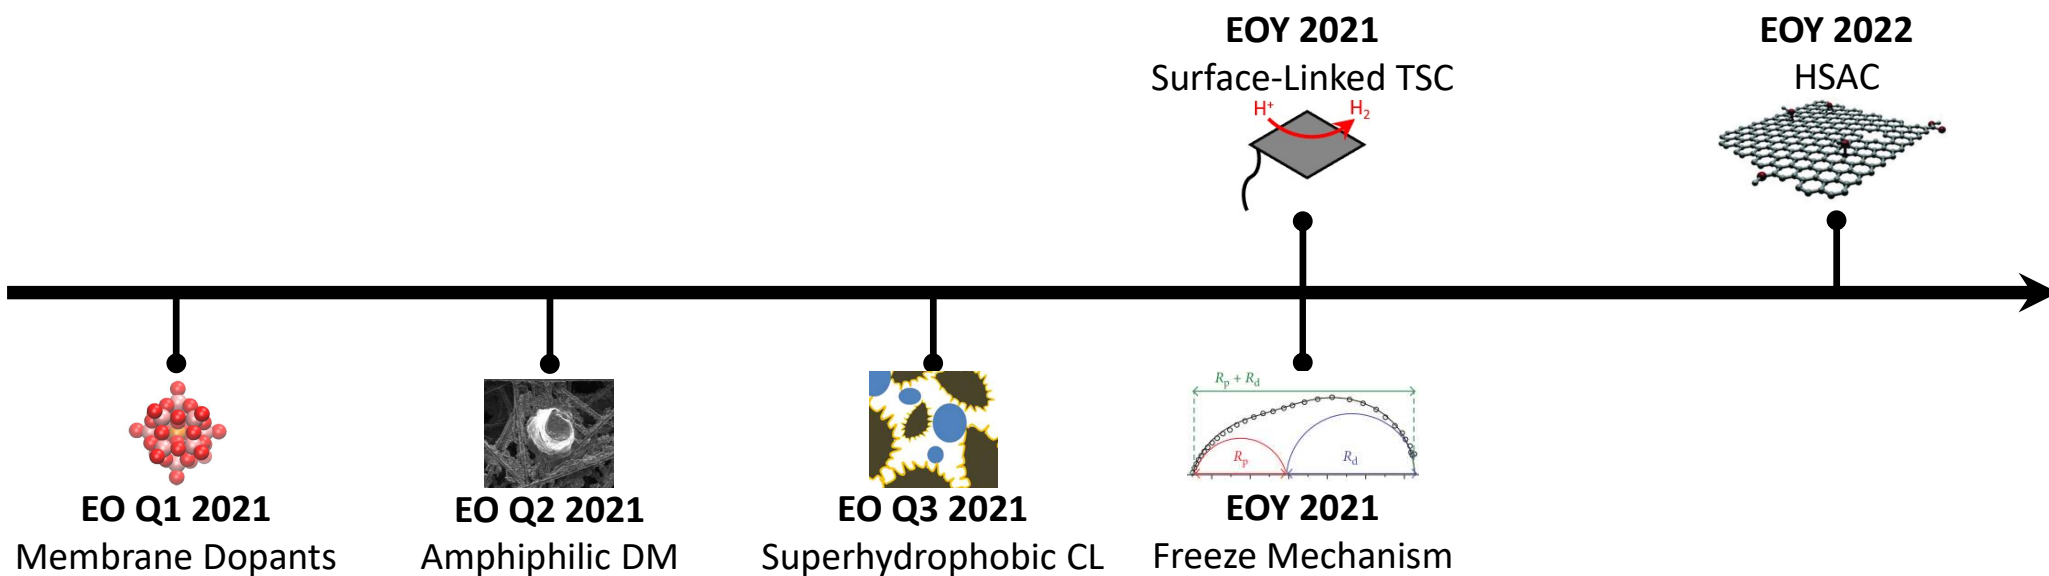 EOY 2021
Surface-Linked TSC
H⁺ H₂
EOY 2022
HSAC
EO Q1 2021
Membrane Dopants
EO Q2 2021
Amphiphilic DM
EO Q3 2021
Superhydrophobic CL
Rₚ + R_d
Rₚ R_d
EOY 2021
Freeze Mechanism